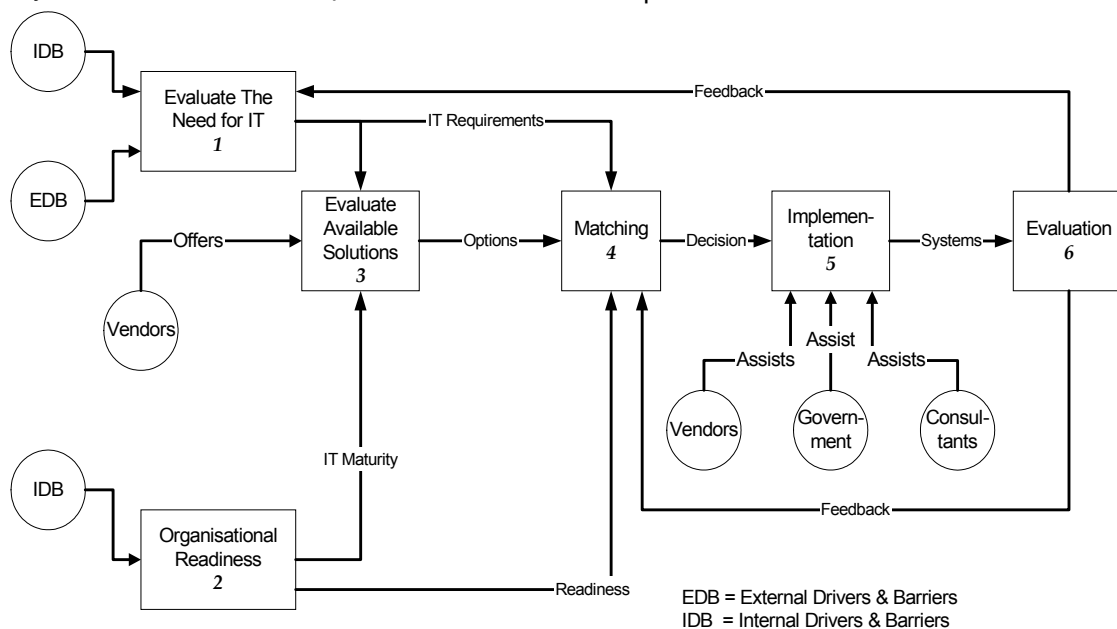 IDB
Evaluate The
Need for IT
1
EDB
Feedback
IT Requirements
Offers
Evaluate
Available
Solutions
3
Options
Matching
4
Decision
Implemen-
tation
5
Systems
Evaluation
6
Vendors
Assists
Assist
Assists
Vendors
Govern-
ment
Consul-
tants
IT Maturity
IDB
Organisational
Readiness
2
Feedback
Readiness
EDB = External Drivers & Barriers
IDB = Internal Drivers & Barriers